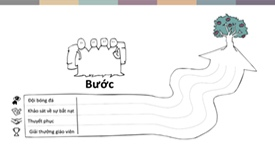 Bước
Đội bóng đá
Khảo sát về sự bắt nạt
Thuyết phục
Giải thưởng giáo viên